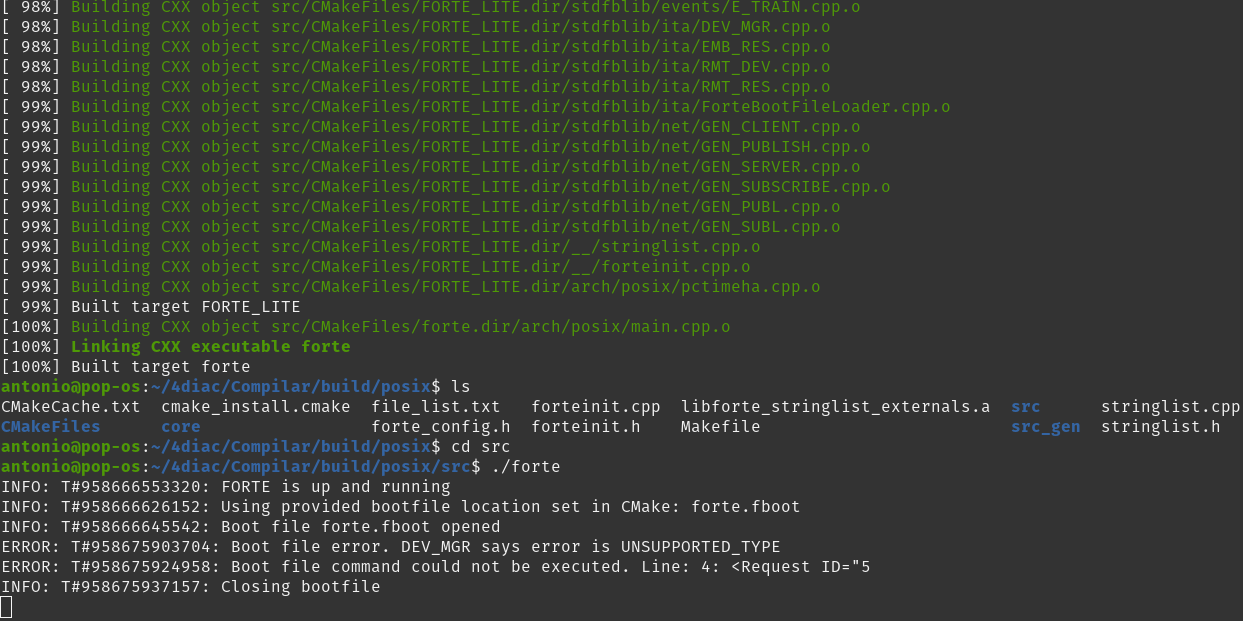 [ 98%] Building CXX object src/CMakeFiles/FORTE_LITE.dir/stdfblib/events/E_TRAIN.cpp.o
[ 98%] Building CXX object src/CMakeFiles/FORTE_LITE.dir/stdfblib/ita/DEV_MGR.cpp.o
[ 98%] Building CXX object src/CMakeFiles/FORTE_LITE.dir/stdfblib/ita/EMB_RES.cpp.o
[ 98%] Building CXX object src/CMakeFiles/FORTE_LITE.dir/stdfblib/ita/RMT_DEV.cpp.o
[ 98%] Building CXX object src/CMakeFiles/FORTE_LITE.dir/stdfblib/ita/RMT_RES.cpp.o
[ 99%] Building CXX object src/CMakeFiles/FORTE_LITE.dir/stdfblib/ita/ForteBootFileLoader.cpp.o
[ 99%] Building CXX object src/CMakeFiles/FORTE_LITE.dir/stdfblib/net/GEN_CLIENT.cpp.o
[ 99%] Building CXX object src/CMakeFiles/FORTE_LITE.dir/stdfblib/net/GEN_PUBLISH.cpp.o
[ 99%] Building CXX object src/CMakeFiles/FORTE_LITE.dir/stdfblib/net/GEN_SERVER.cpp.o
[ 99%] Building CXX object src/CMakeFiles/FORTE_LITE.dir/stdfblib/net/GEN_SUBSCRIBE.cpp.o
[ 99%] Building CXX object src/CMakeFiles/FORTE_LITE.dir/stdfblib/net/GEN_PUBL.cpp.o
[ 99%] Building CXX object src/CMakeFiles/FORTE_LITE.dir/stdfblib/net/GEN_SUBL.cpp.o
[ 99%] Building CXX object src/CMakeFiles/FORTE_LITE.dir/__/stringlist.cpp.o
[ 99%] Building CXX object src/CMakeFiles/FORTE_LITE.dir/__/forteinit.cpp.o
[ 99%] Building CXX object src/CMakeFiles/FORTE_LITE.dir/arch/posix/pctimeha.cpp.o
[ 99%] Built target FORTE_LITE
[100%] Building CXX object src/CMakeFiles/forte.dir/arch/posix/main.cpp.o
[100%] Linking CXX executable forte
[100%] Built target forte
antonio@pop-os:~/4diac/Compilar/build/posix$ ls
CMakeCache.txt  cmake_install.cmake  file_list.txt   forteinit.cpp  libforte_stringlist_externals.a  src      stringlist.cpp
CMakeFiles      core                 forte_config.h  forteinit.h    Makefile                         src_gen  stringlist.h
antonio@pop-os:~/4diac/Compilar/build/posix$ cd src
antonio@pop-os:~/4diac/Compilar/build/posix/src$ ./forte
INFO: T#958666553320: FORTE is up and running
INFO: T#958666626152: Using provided bootfile location set in CMake: forte.fboot
INFO: T#958666645542: Boot file forte.fboot opened
ERROR: T#958675903704: Boot file error. DEV_MGR says error is UNSUPPORTED_TYPE
ERROR: T#958675924958: Boot file command could not be executed. Line: 4: <Request ID="5
INFO: T#958675937157: Closing bootfile